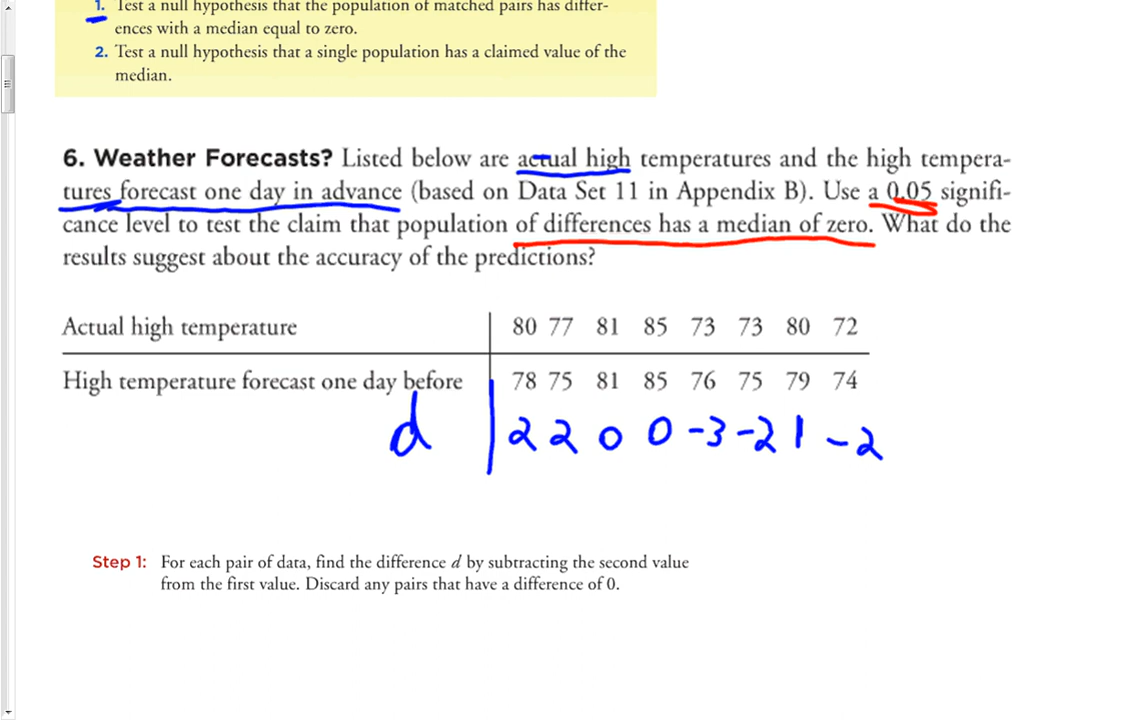 1. Test a null hypothesis that the population of matched pairs has differ-
ences with a median equal to zero.
2. Test a null hypothesis that a single population has a claimed value of the
median.
6. Weather Forecasts? Listed below are actual high temperatures and the high tempera-
tures forecast one day in advance (based on Data Set 11 in Appendix B). Use a 0.05 signifi-
cance level to test the claim that population of differences has a median of zero. What do the
results suggest about the accuracy of the predictions?
Actual high temperature 80 77 81 85 73 73 80 72
High temperature forecast one day before 78 75 81 85 76 75 79 74
d 2 2 0 0 -3 -2 1 -2
Step 1: For each pair of data, find the difference d by subtracting the second value
from the first value. Discard any pairs that have a difference of 0.